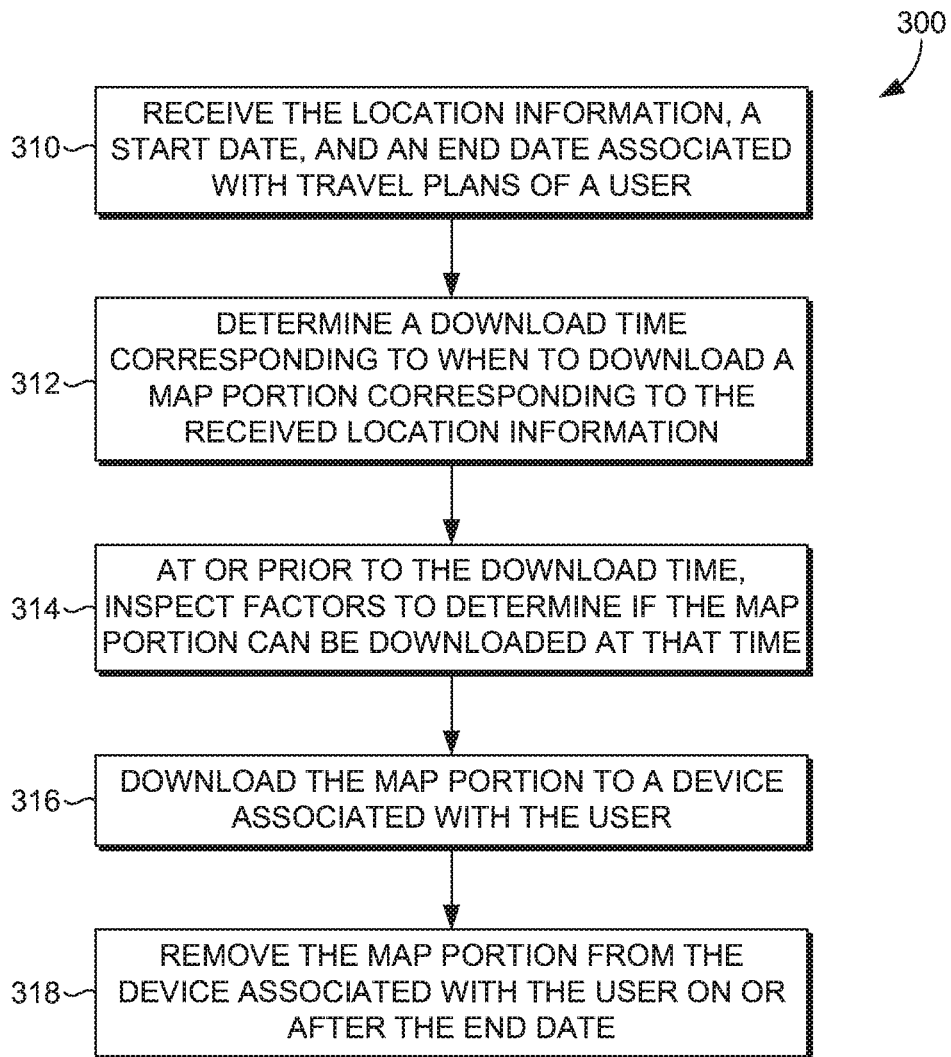 300
RECEIVE THE LOCATION INFORMATION, A
310
START DATE, AND AN END DATE ASSOCIATED
WITH TRAVEL PLANS OF A USER
DETERMINE A DOWNLOAD TIME
CORRESPONDING TO WHEN TO DOWNLOAD A
312
MAP PORTION CORRESPONDING TO THE
RECEIVED LOCATION INFORMATION
AT OR PRIOR TO THE DOWNLOAD TIME,
314
INSPECT FACTORS TO DETERMINE IF THE MAP
PORTION CAN BE DOWNLOADED AT THAT TIME
316
DOWNLOAD THE MAP PORTION TO A DEVICE
ASSOCIATED WITH THE USER
REMOVE THE MAP PORTION FROM THE
318
DEVICE ASSOCIATED WITH THE USER ON OR
AFTER THE END DATE